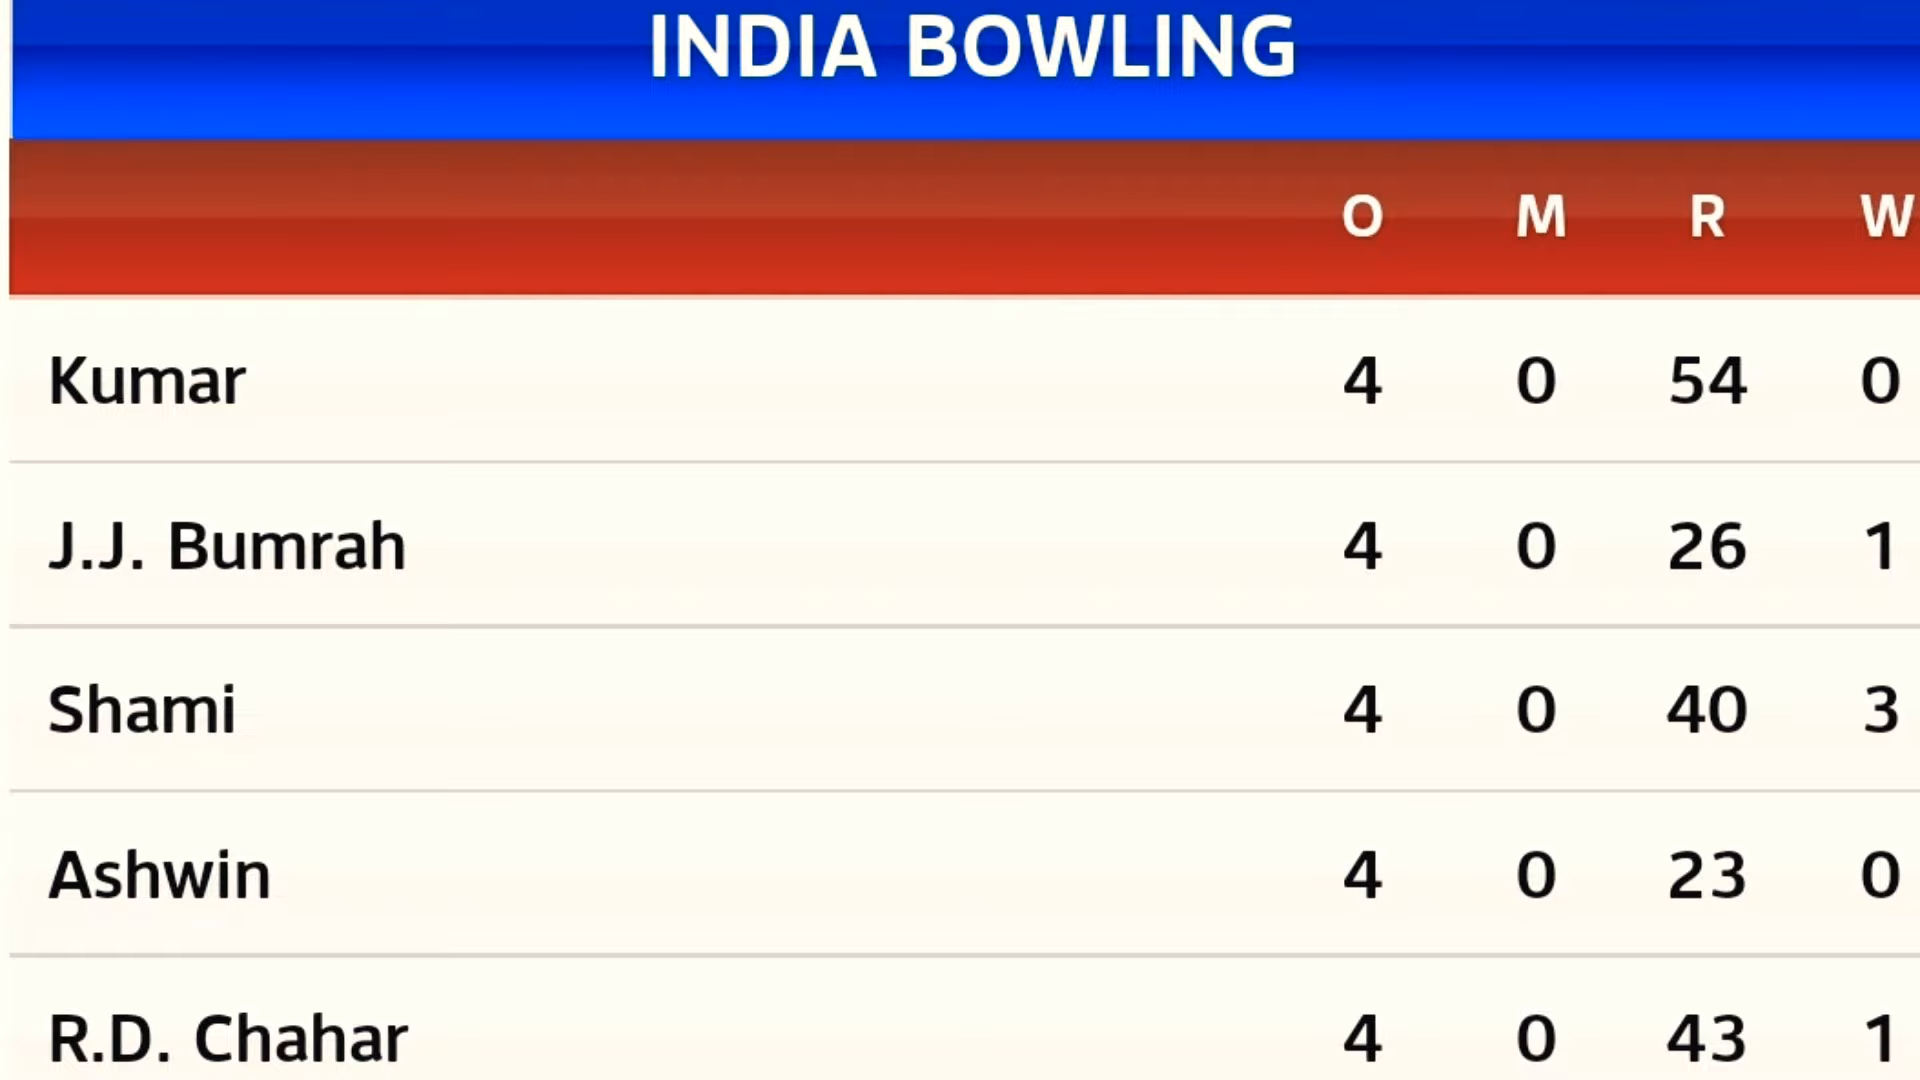 INDIA BOWLING
O M R W
Kumar 4 0 54 0
J.J. Bumrah 4 0 26 1
Shami 4 0 40 3
Ashwin 4 0 23 0
R.D. Chahar 4 0 43 1